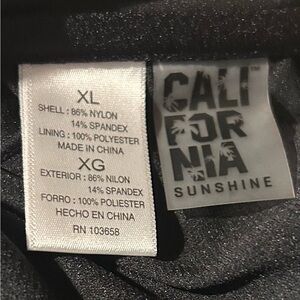 XL
SHELL : 86% NYLON
14% SPANDEX
LINING : 100% POLYESTER
MADE IN CHINA
XG
EXTERIOR : 86% NILON
14% SPANDEX
FORRO : 100% POLIESTER
HECHO EN CHINA
RN 103658
CALI™
FOR
NIA
SUNSHINE